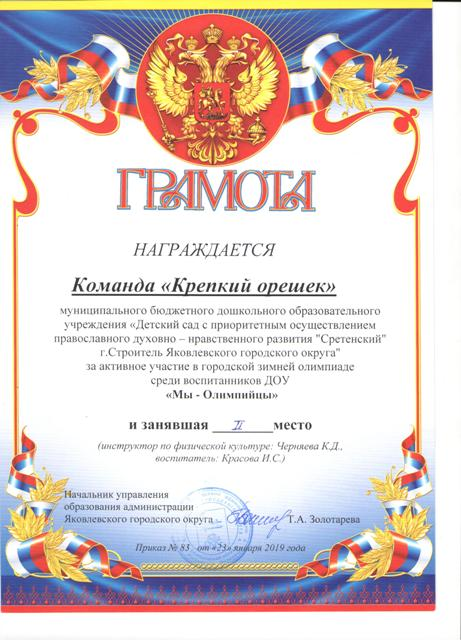 ГРАМОТА
НАГРАЖДАЕТСЯ
Команда «Крепкий орешек»
муниципального бюджетного дошкольного образовательного
учреждения «Детский сад с приоритетным осуществлением
православного духовно – нравственного развития "Сретенский"
г.Строитель Яковлевского городского округа"
за активное участие в городской зимней олимпиаде
среди воспитанников ДОУ
«Мы - Олимпийцы»
и занявшая II место
(инструктор по физической культуре: Черняева К.Д.,
воспитатель: Красова И.С.)
Начальник управления
образования администрации
Яковлевского городского округа Т.А. Золотарева
Приказ № 83 от «23» января 2019 года